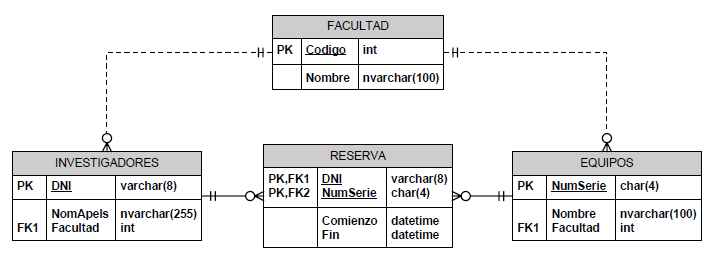 FACULTAD
PK Codigo int
Nombre nvarchar(100)
INVESTIGADORES
PK DNI varchar(8)
NomApels nvarchar(255)
FK1 Facultad int
RESERVA
PK,FK1 DNI varchar(8)
PK,FK2 NumSerie char(4)
Comienzo datetime
Fin datetime
EQUIPOS
PK NumSerie char(4)
Nombre nvarchar(100)
FK1 Facultad int